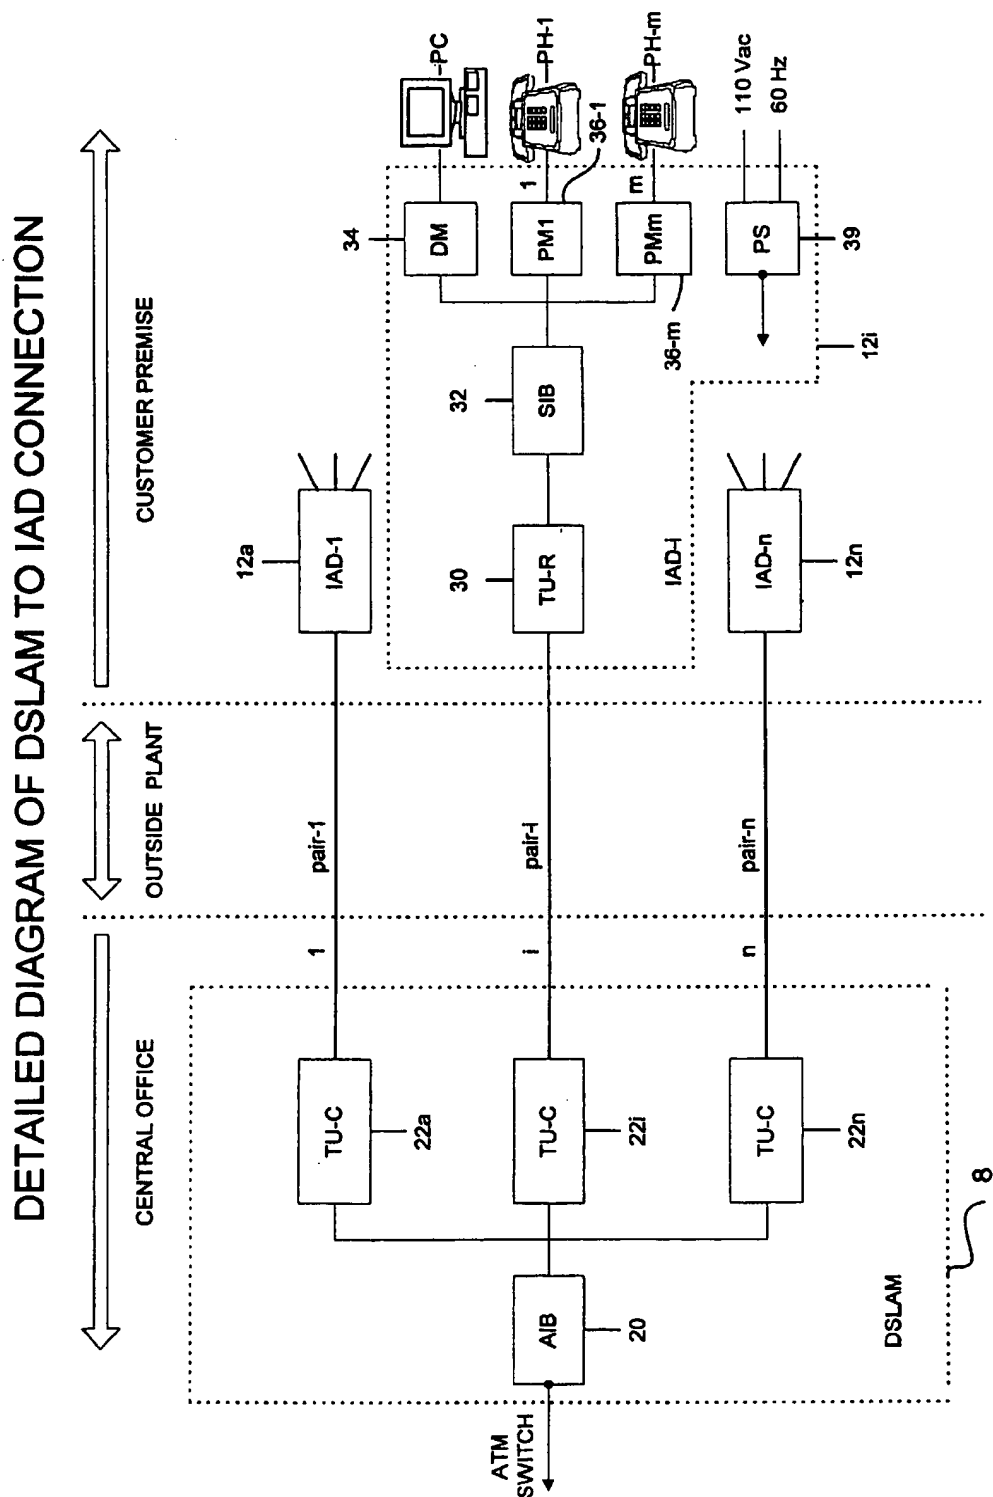 DETAILED DIAGRAM OF DSLAM TO IAD CONNECTION
CENTRAL OFFICE
OUTSIDE PLANT
CUSTOMER PREMISE
ATM
SWITCH
AIB
20
DSLAM
8
TU-C
22a
TU-C
22i
TU-C
22n
1
pair-1
i
pair-i
n
pair-n
12a
IAD-1
30
TU-R
32
SIB
IAD-i
IAD-n
12n
34
DM
PC
PM1
1
PH-1
36-1
PMm
m
PH-m
36-m
PS
39
110 Vac
60 Hz
12i